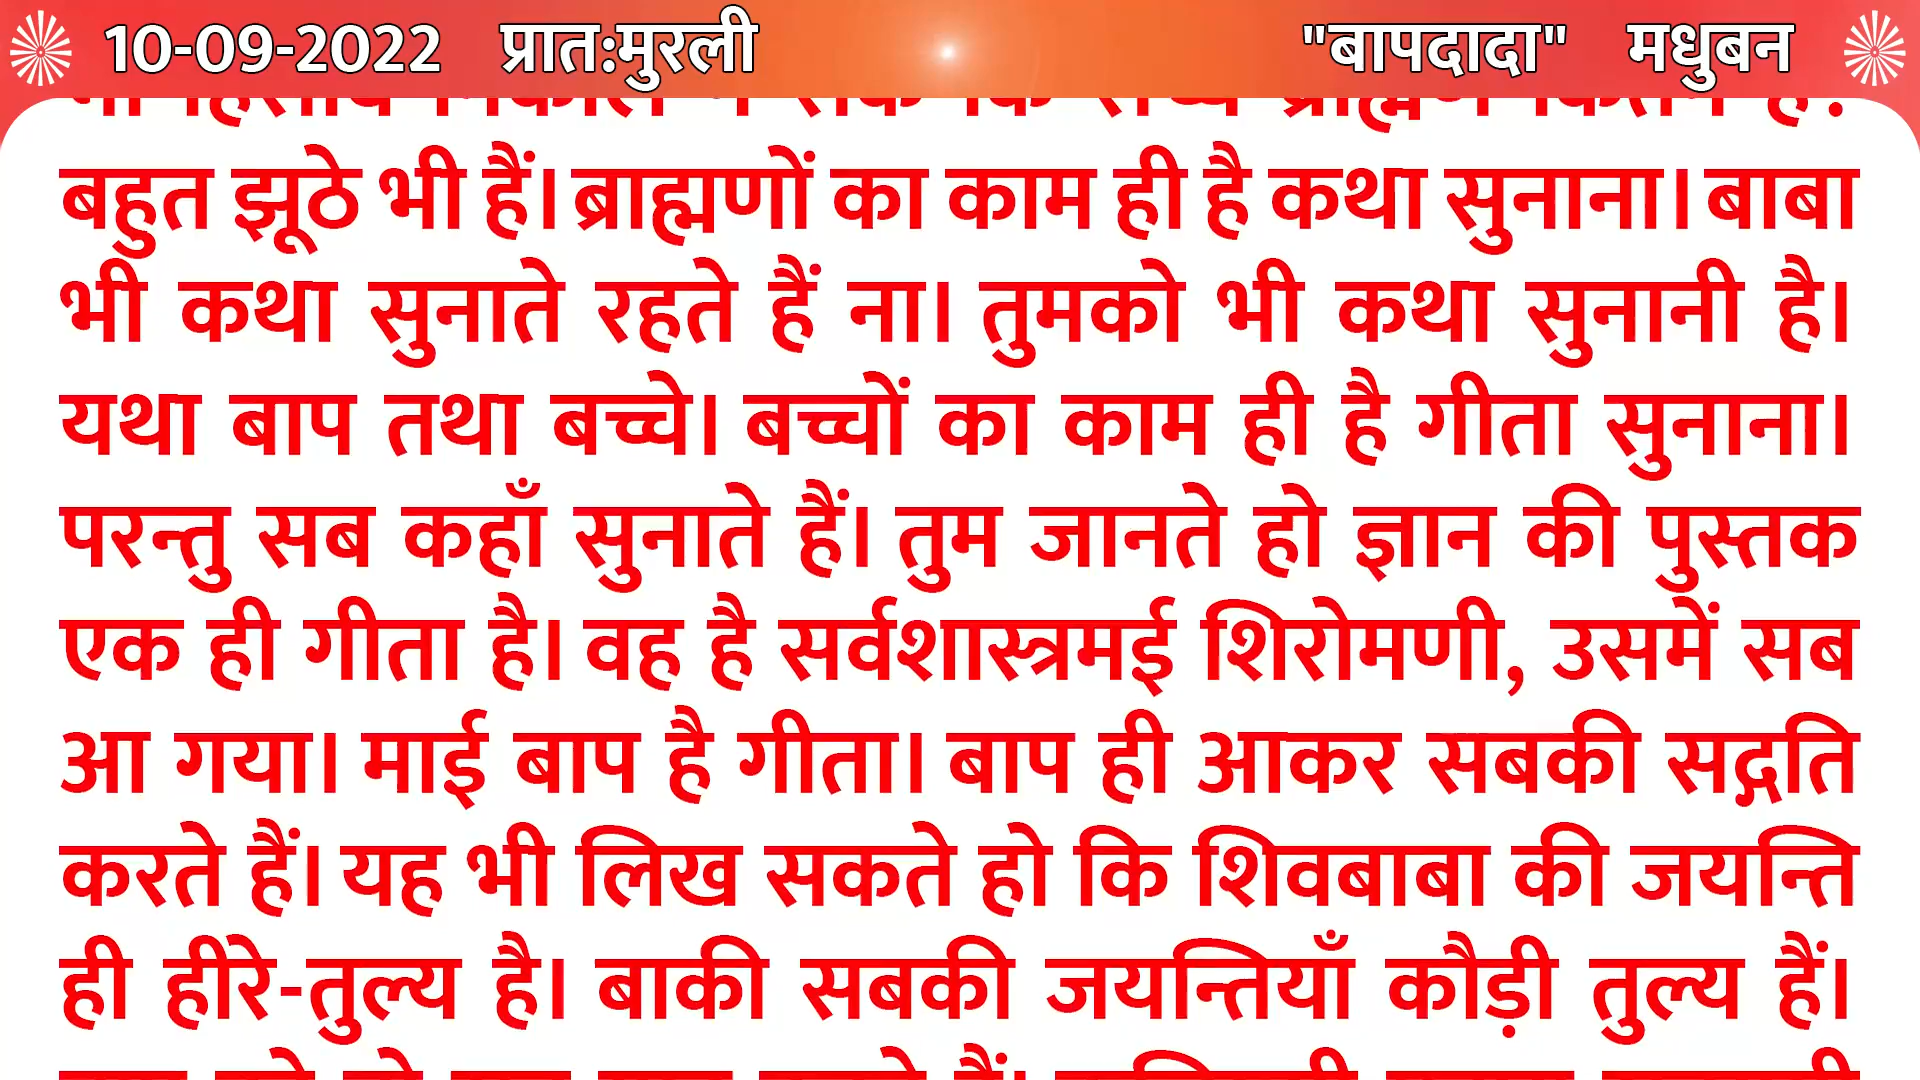 10-09-2022 प्रात:मुरली "बापदादा" मधुबन
बहुत झूठे भी हैं। ब्राह्मणों का काम ही है कथा सुनाना। बाबा
भी कथा सुनाते रहते हैं ना। तुमको भी कथा सुनानी है।
यथा बाप तथा बच्चे। बच्चों का काम ही है गीता सुनाना।
परन्तु सब कहाँ सुनाते हैं। तुम जानते हो ज्ञान की पुस्तक
एक ही गीता है। वह है सर्वशास्त्रमई शिरोमणी, उसमें सब
आ गया। माई बाप है गीता। बाप ही आकर सबकी सद्गति
करते हैं। यह भी लिख सकते हो कि शिवबाबा की जयन्ति
ही हीरे-तुल्य है। बाकी सबकी जयन्तियाँ कौड़ी तुल्य हैं।